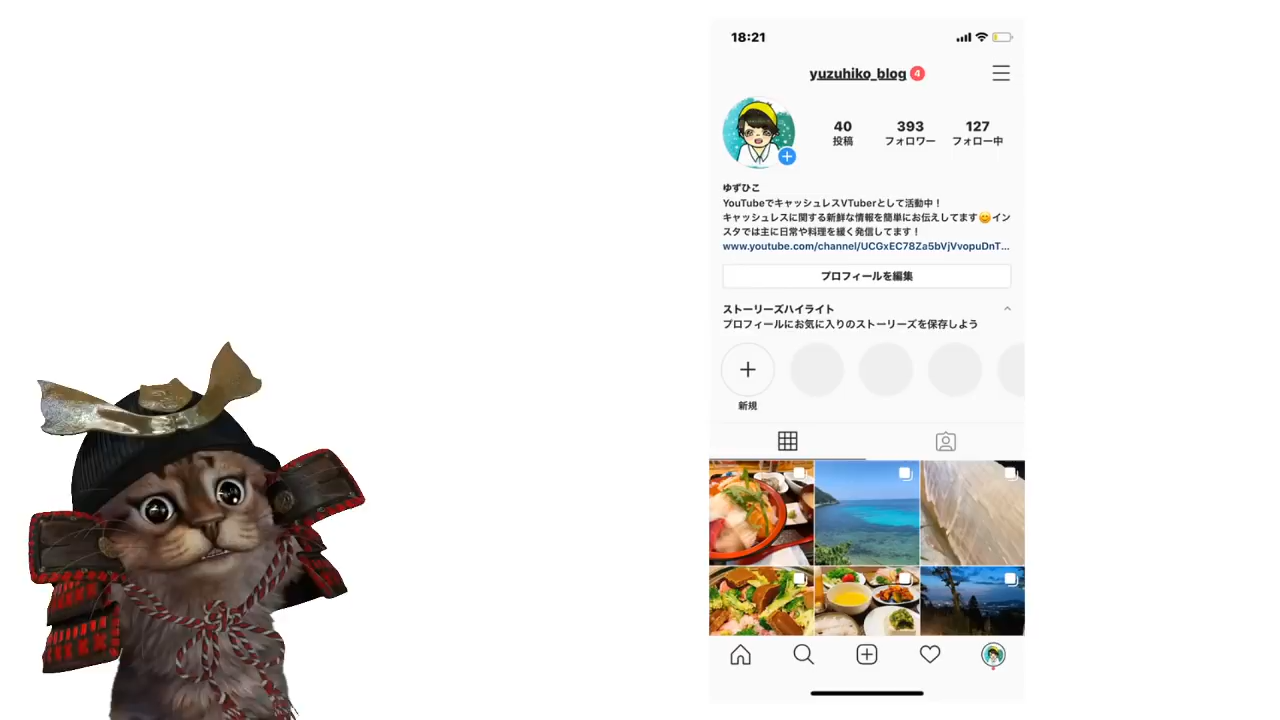 18:21
yuzuhiko_blog 4
40 393 127
投稿 フォロワー フォロー中
ゆずひこ
YouTubeでキャッシュレスVTuberとして活動中！
キャッシュレスに関する新鮮な情報を簡単にお伝えしてます😊イン
スタでは主に日常や料理を緩く発信してます！
www.youtube.com/channel/UCGxEC78Za5bVjVvopuDnT...
プロフィールを編集
ストーリーズハイライト
プロフィールにお気に入りのストーリーズを保存しよう
新規